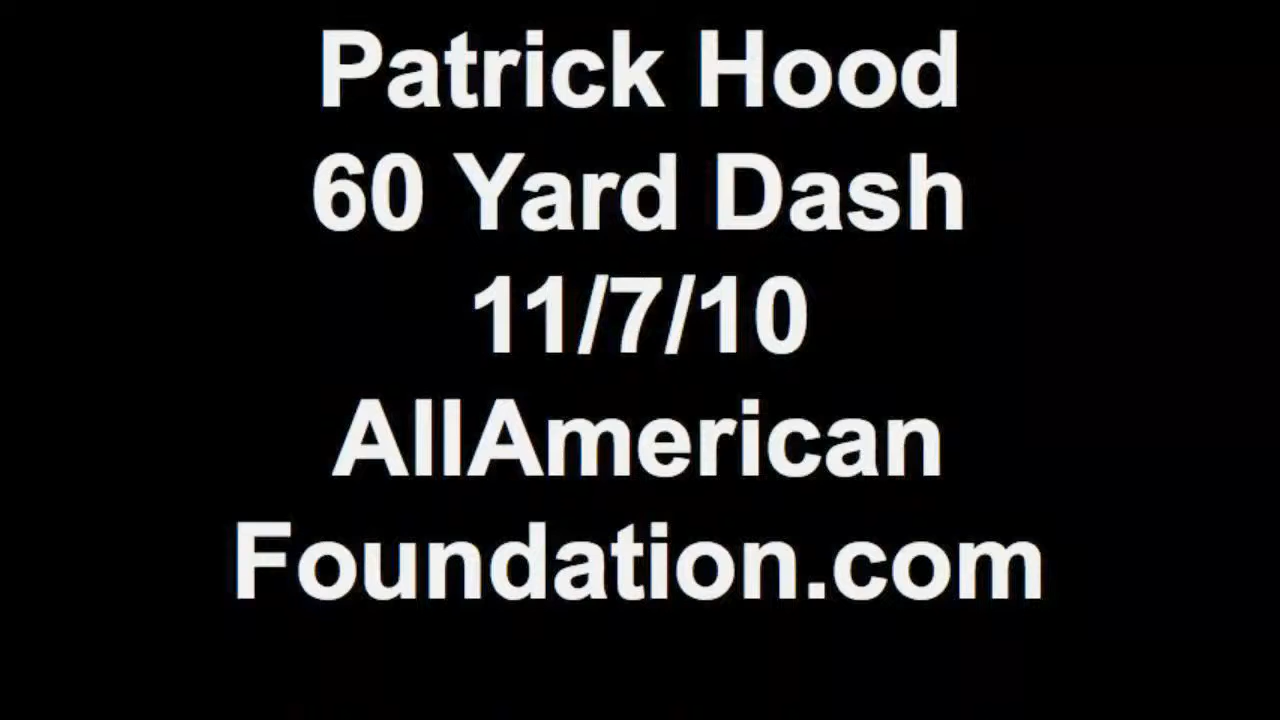 Patrick Hood
60 Yard Dash
11/7/10
AllAmerican
Foundation.com